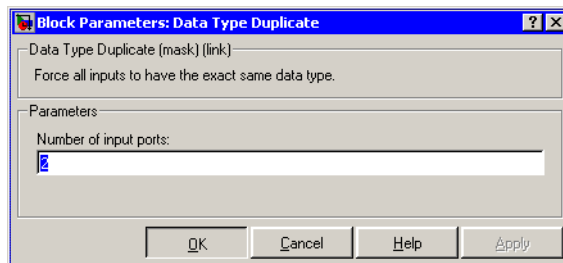 Block Parameters: Data Type Duplicate
Data Type Duplicate (mask) (link)
Force all inputs to have the exact same data type.
Parameters
Number of input ports:
2
OK Cancel Help Apply